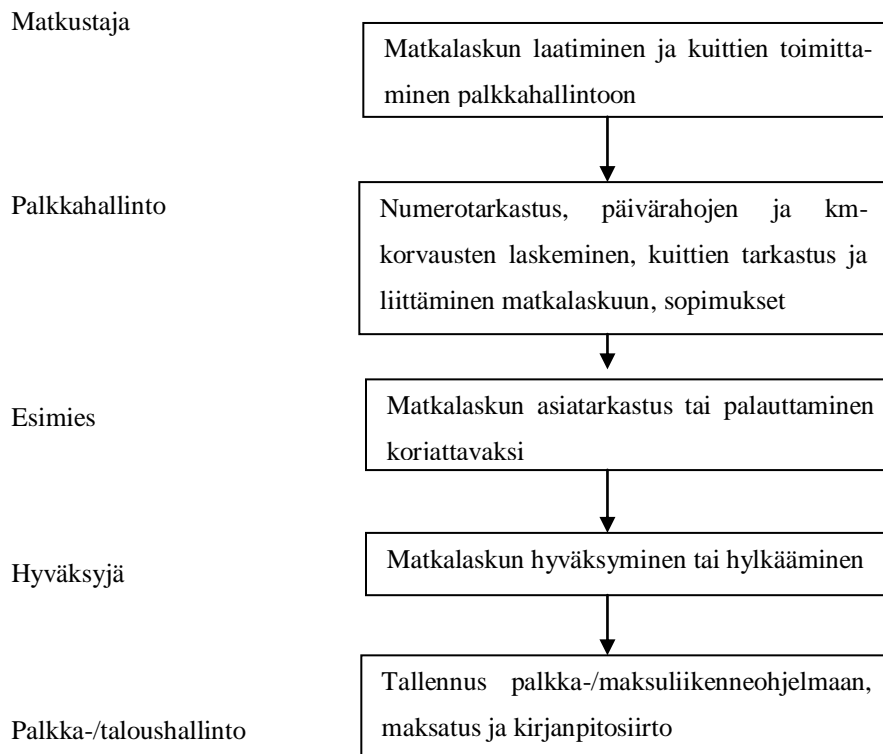 Matkustaja
Matkalaskun laatiminen ja kuittien toimitta-
minen palkkahallintoon
Palkkahallinto
Numerotarkastus, päivärahojen ja km-
korvausten laskeminen, kuittien tarkastus ja
liittäminen matkalaskuun, sopimukset
Esimies
Matkalaskun asiatarkastus tai palauttaminen
koriattavaksi
Hyväksyjä
Matkalaskun hyväksyminen tai hylkääminen
Palkka-/taloushallinto
Tallennus palkka-/maksuliikenneohjelmaan,
maksatus ja kirjanpitosiirto